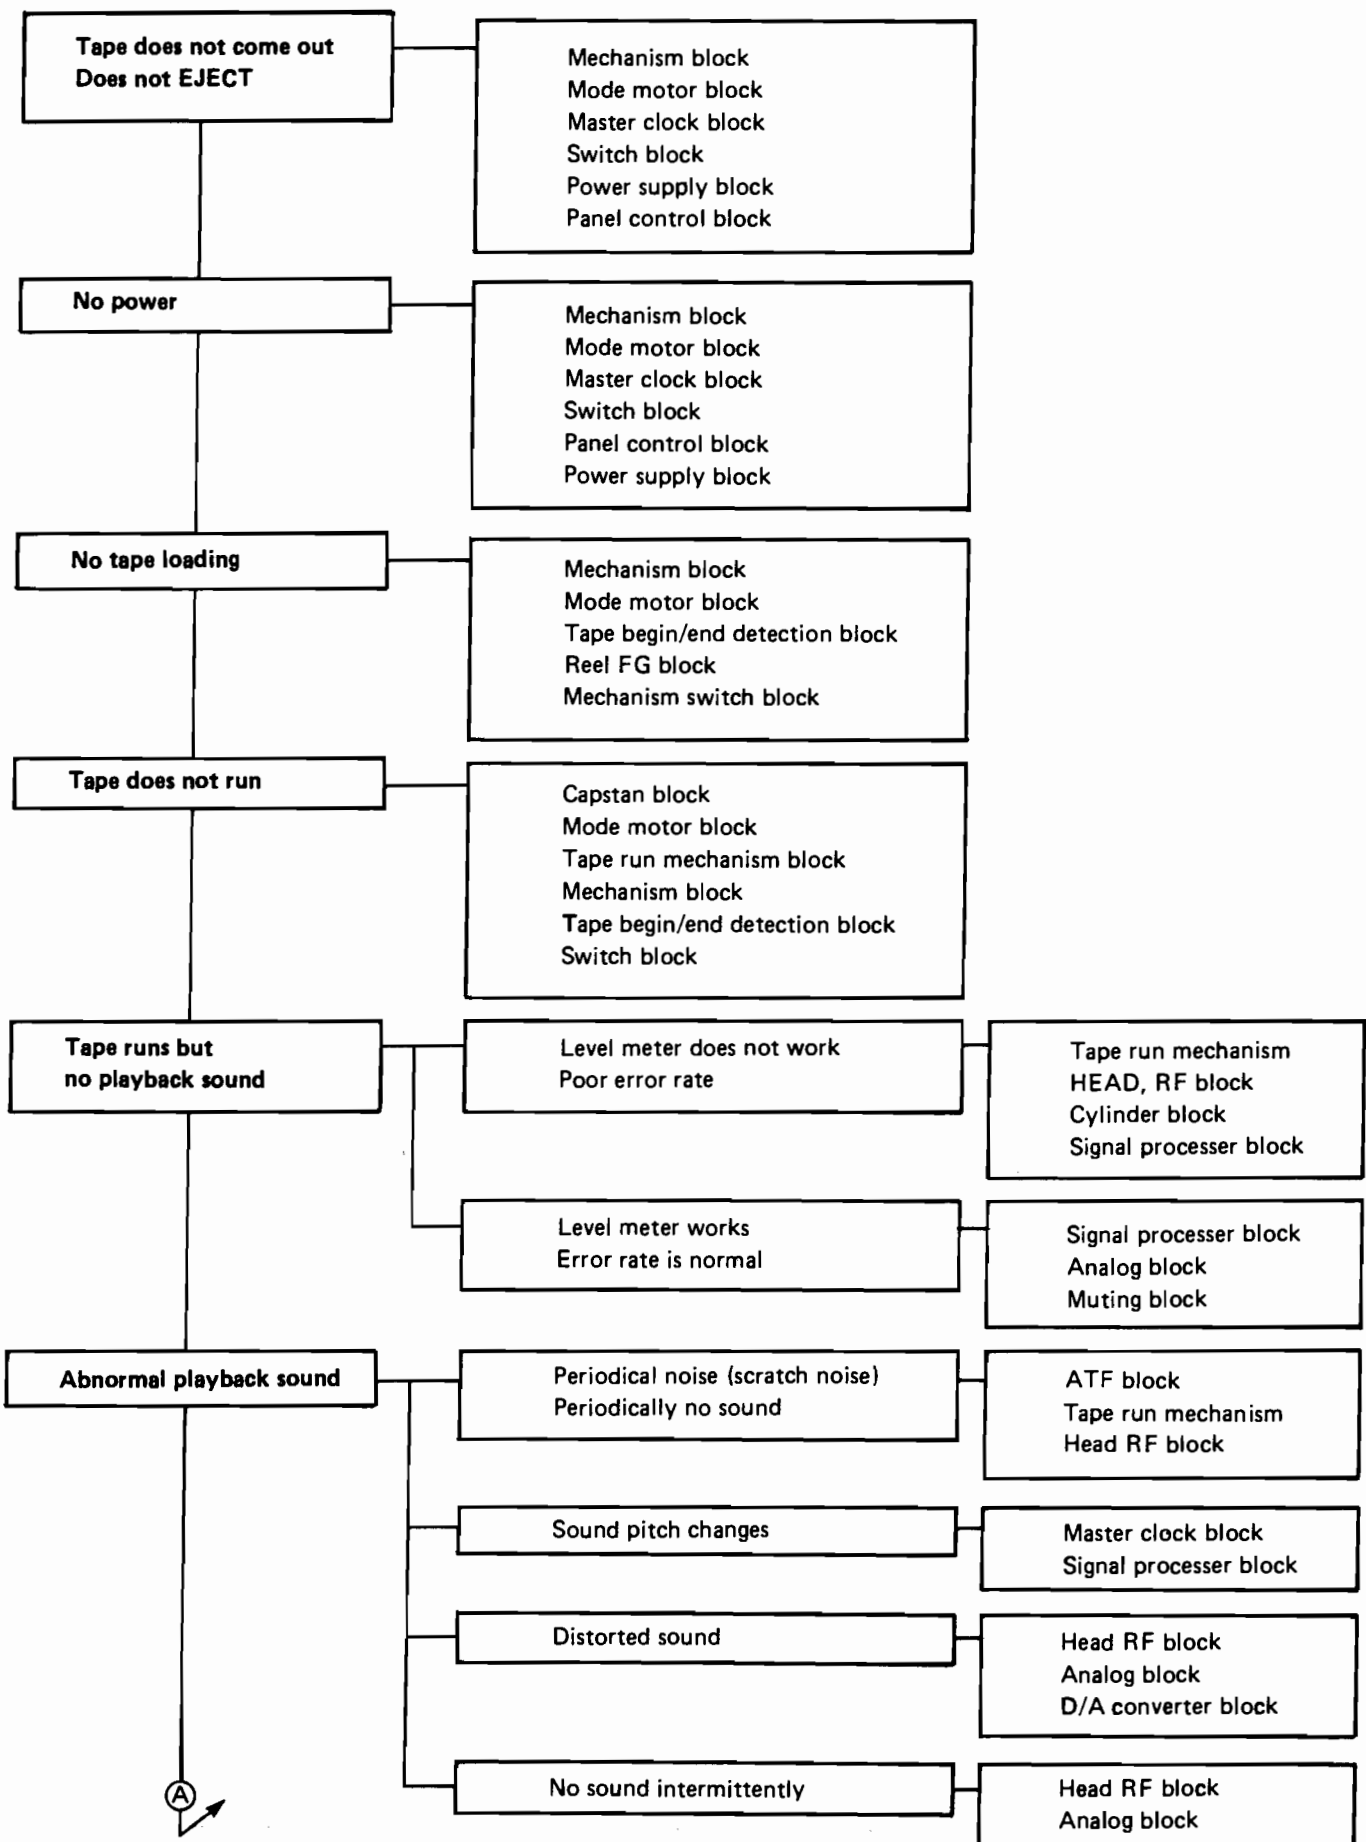 Tape does not come out
Does not EJECT
Mechanism block
Mode motor block
Master clock block
Switch block
Power supply block
Panel control block
No power
Mechanism block
Mode motor block
Master clock block
Switch block
Panel control block
Power supply block
No tape loading
Mechanism block
Mode motor block
Tape begin/end detection block
Reel FG block
Mechanism switch block
Tape does not run
Capstan block
Mode motor block
Tape run mechanism block
Mechanism block
Tape begin/end detection block
Switch block
Tape runs but
no playback sound
Level meter does not work
Poor error rate
Tape run mechanism
HEAD, RF block
Cylinder block
Signal processer block
Level meter works
Error rate is normal
Signal processer block
Analog block
Muting block
Abnormal playback sound
Periodical noise (scratch noise)
Periodically no sound
ATF block
Tape run mechanism
Head RF block
Sound pitch changes
Master clock block
Signal processer block
Distorted sound
Head RF block
Analog block
D/A converter block
No sound intermittently
Head RF block
Analog block
A